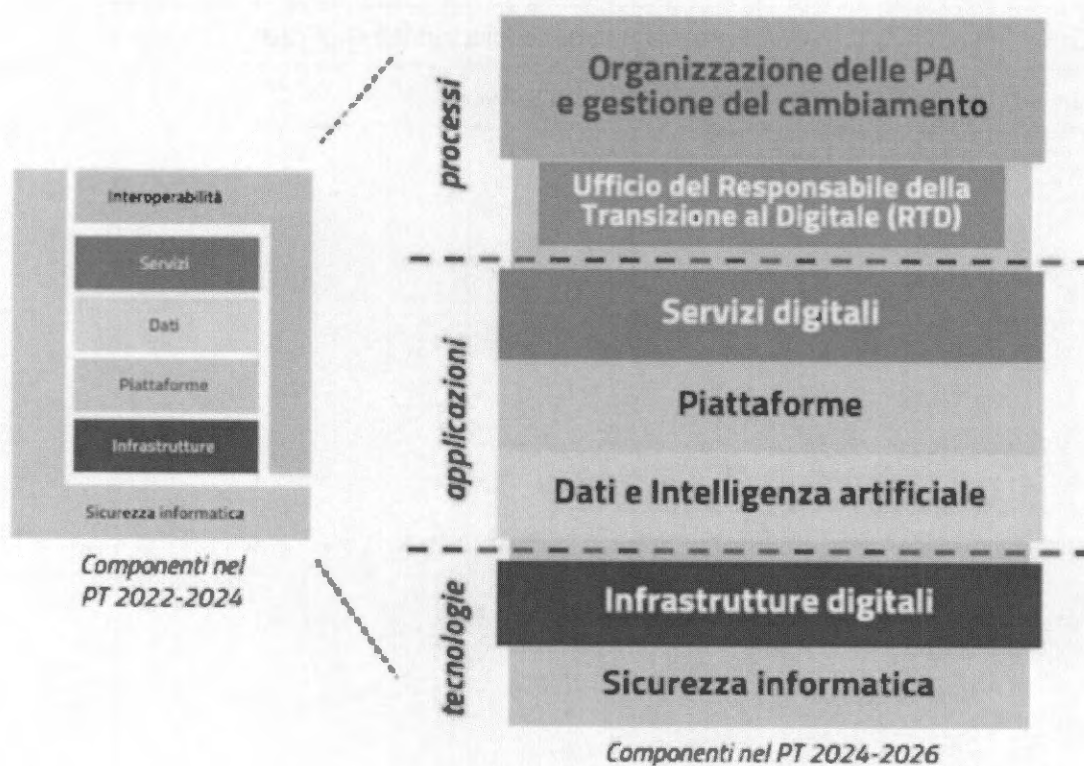 Interoperabilità
Servizi
Dati
Piattaforme
Infrastrutture
Sicurezza informatica
Componenti nel
PT 2022-2024
processi
Organizzazione delle PA
e gestione del cambiamento
Ufficio del Responsabile della
Transizione al Digitale (RTD)
applicazioni
Servizi digitali
Piattaforme
Dati e Intelligenza artificiale
tecnologie
Infrastrutture digitali
Sicurezza informatica
Componenti nel PT 2024-2026